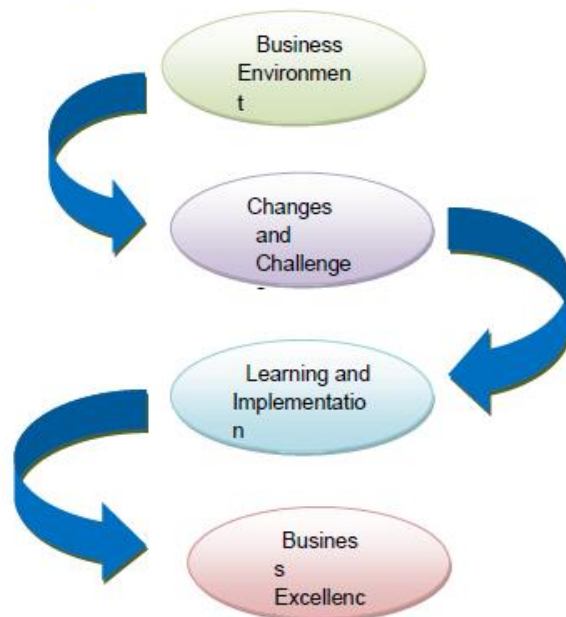 Business
Environmen
t
Changes
and
Challenge
Learning and
Implementatio
n
Busines
s
Excellenc